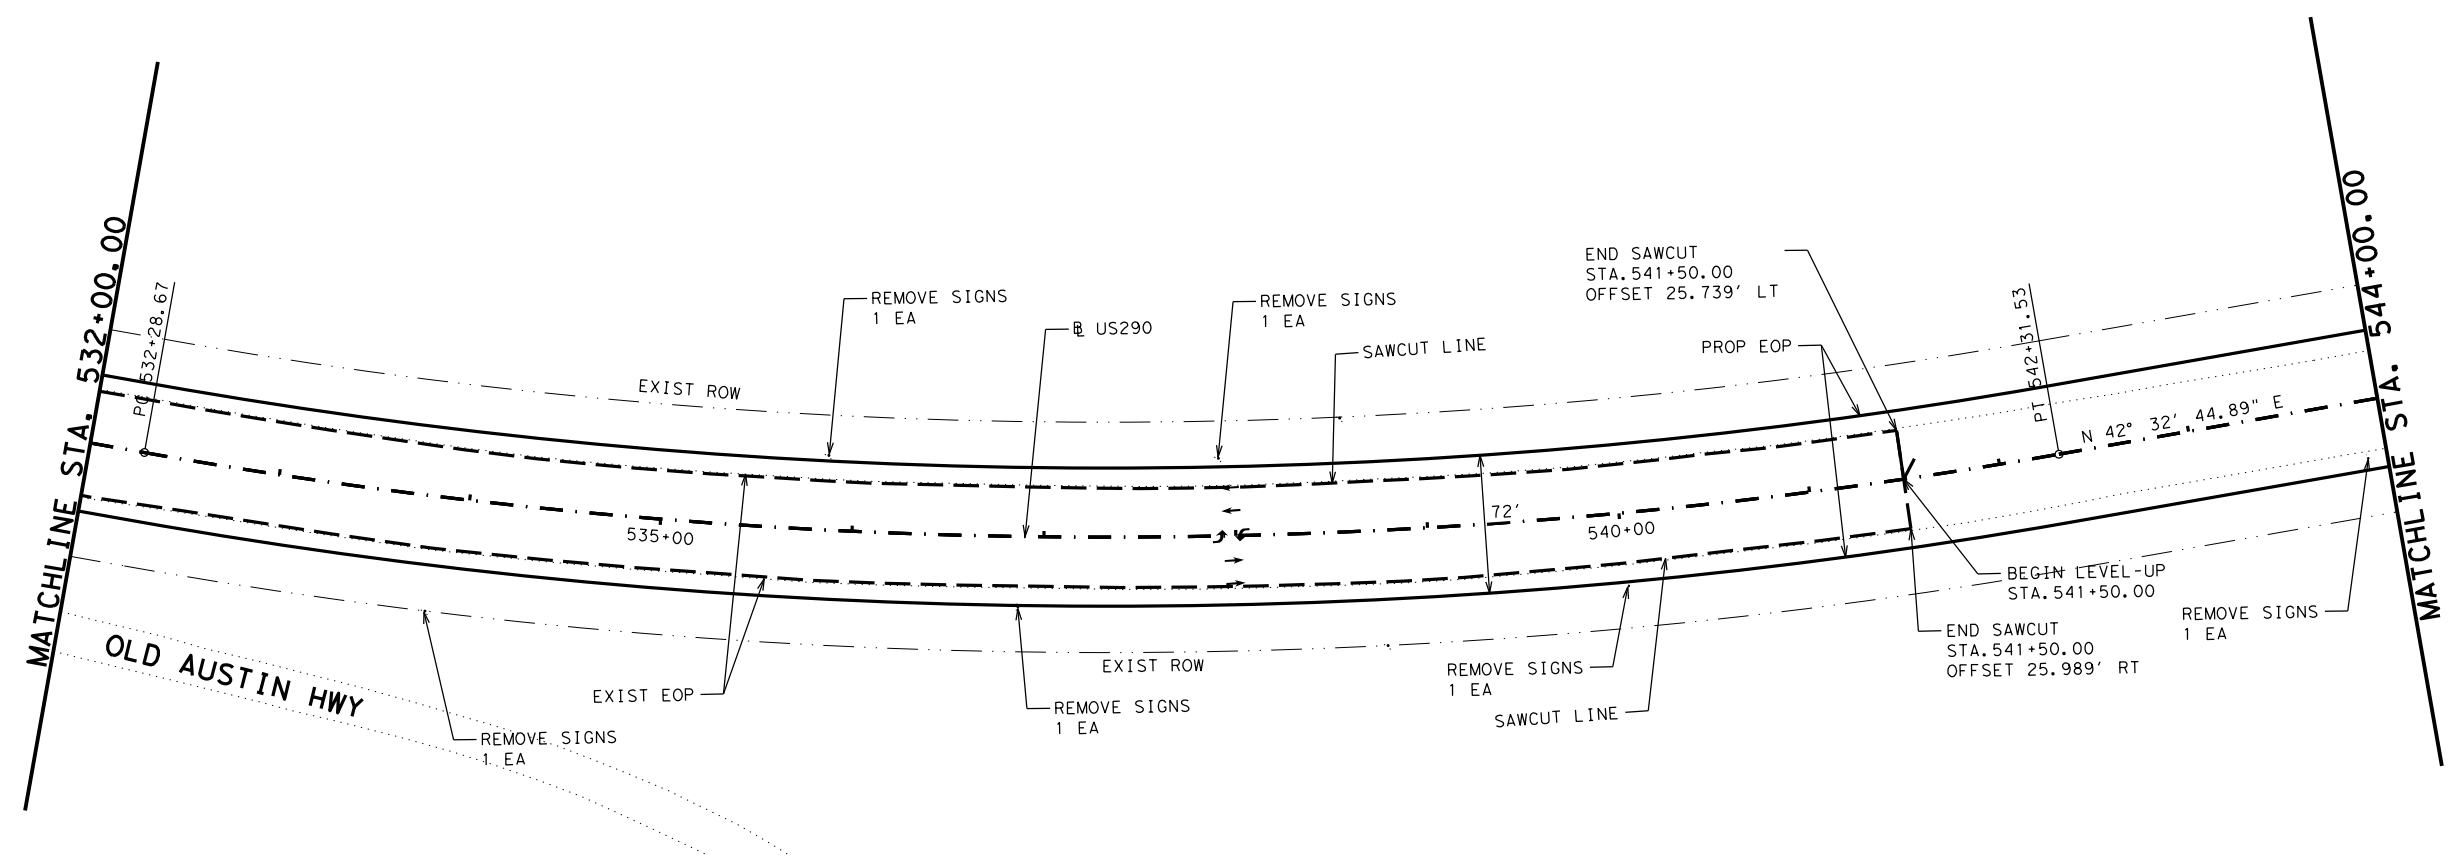 MATCHLINE STA. 532+00.00
PC 532+28.67
EXIST ROW
REMOVE SIGNS
1 EA
℄ US290
REMOVE SIGNS
1 EA
SAWCUT LINE
END SAWCUT
STA.541+50.00
OFFSET 25.739' LT
PROP EOP
PT 542+31.53
N 42° 32' 44.89" E
MATCHLINE STA. 544+00.00
535+00
72'
540+00
BEGIN LEVEL-UP
STA.541+50.00
REMOVE SIGNS
1 EA
END SAWCUT
STA.541+50.00
OFFSET 25.989' RT
OLD AUSTIN HWY
EXIST EOP
REMOVE SIGNS
1 EA
EXIST ROW
REMOVE SIGNS
1 EA
REMOVE SIGNS
1 EA
SAWCUT LINE